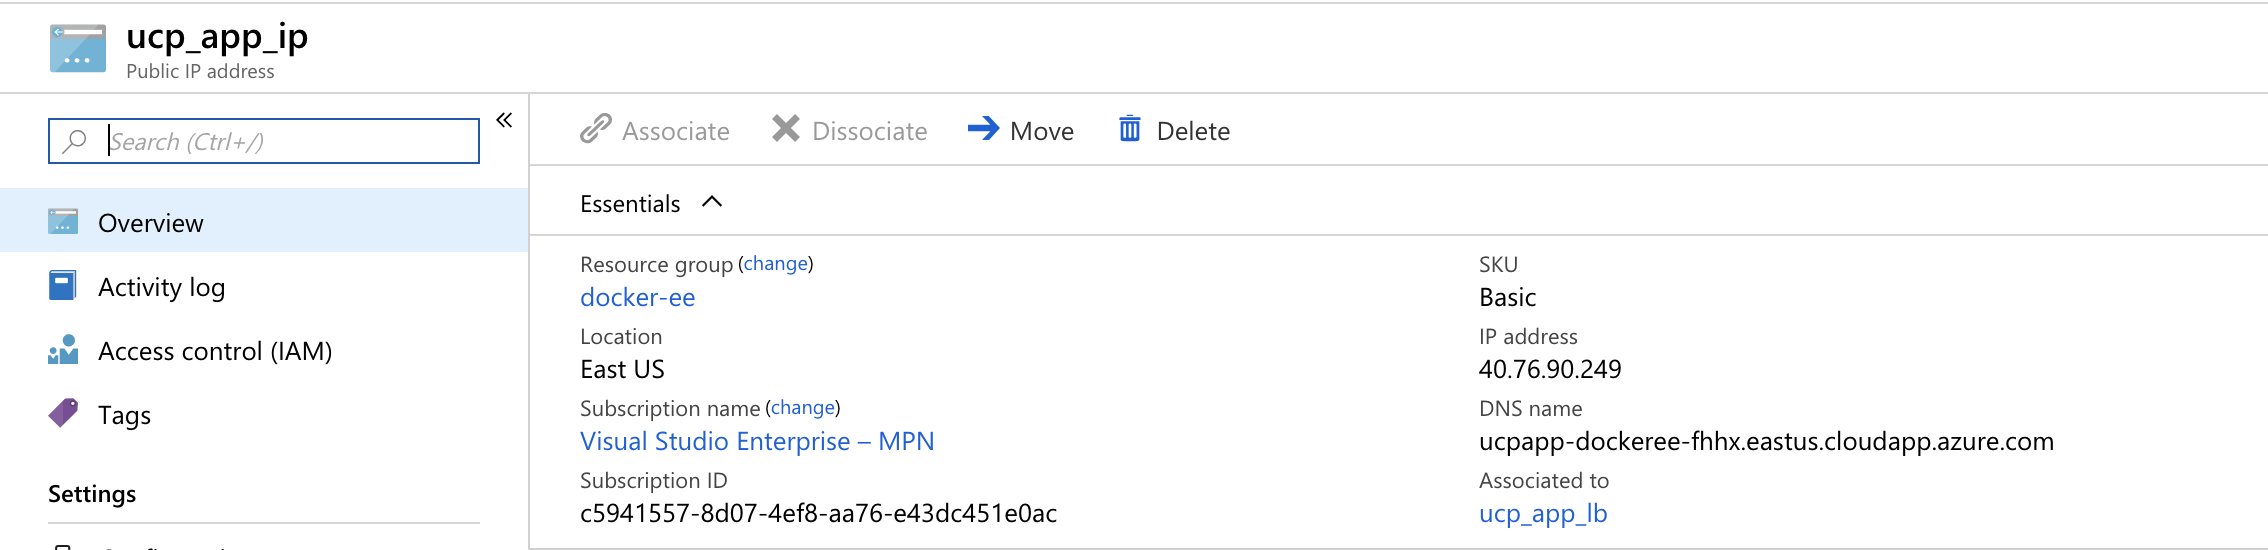 ucp_app_ip
Public IP address
Search (Ctrl+/)
«
Overview
Activity log
Access control (IAM)
Tags
Settings
Associate
Dissociate
Move
Delete
Essentials
Resource group (change)
docker-ee
Location
East US
Subscription name (change)
Visual Studio Enterprise – MPN
Subscription ID
c5941557-8d07-4ef8-aa76-e43dc451e0ac
SKU
Basic
IP address
40.76.90.249
DNS name
ucpapp-dockeree-fhhx.eastus.cloudapp.azure.com
Associated to
ucp_app_lb